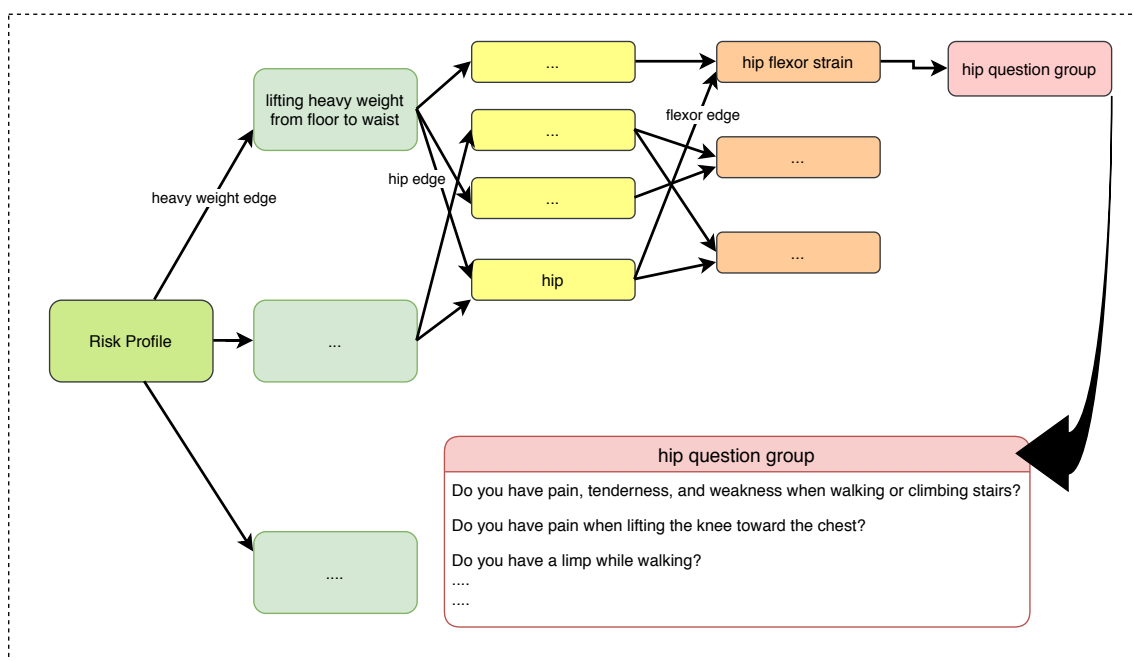 ...
hip flexor strain
hip question group
lifting heavy weight
from floor to waist
flexor edge
...
...
hip edge
heavy weight edge
...
...
hip
Risk Profile
...
hip question group
Do you have pain, tenderness, and weakness when walking or climbing stairs?
Do you have pain when lifting the knee toward the chest?
Do you have a limp while walking?
....
....
....